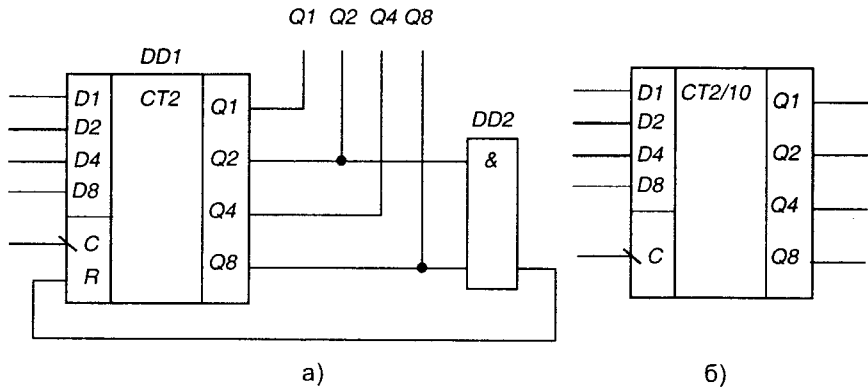 Q1 Q2 Q4 Q8
DD1
D1
D2
D4
D8
C
R
CT2
Q1
Q2
Q4
Q8
DD2
&
D1
D2
D4
D8
C
CT2/10
Q1
Q2
Q4
Q8
а)
б)